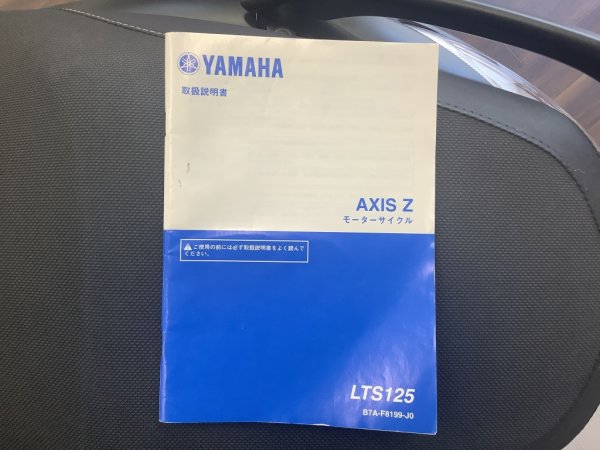 YAMAHA
取扱説明書
AXIS Z
モーターサイクル
ご使用の前には必ず取扱説明書をよく読んで
ください。
LTS125
B7A-F8199-J0